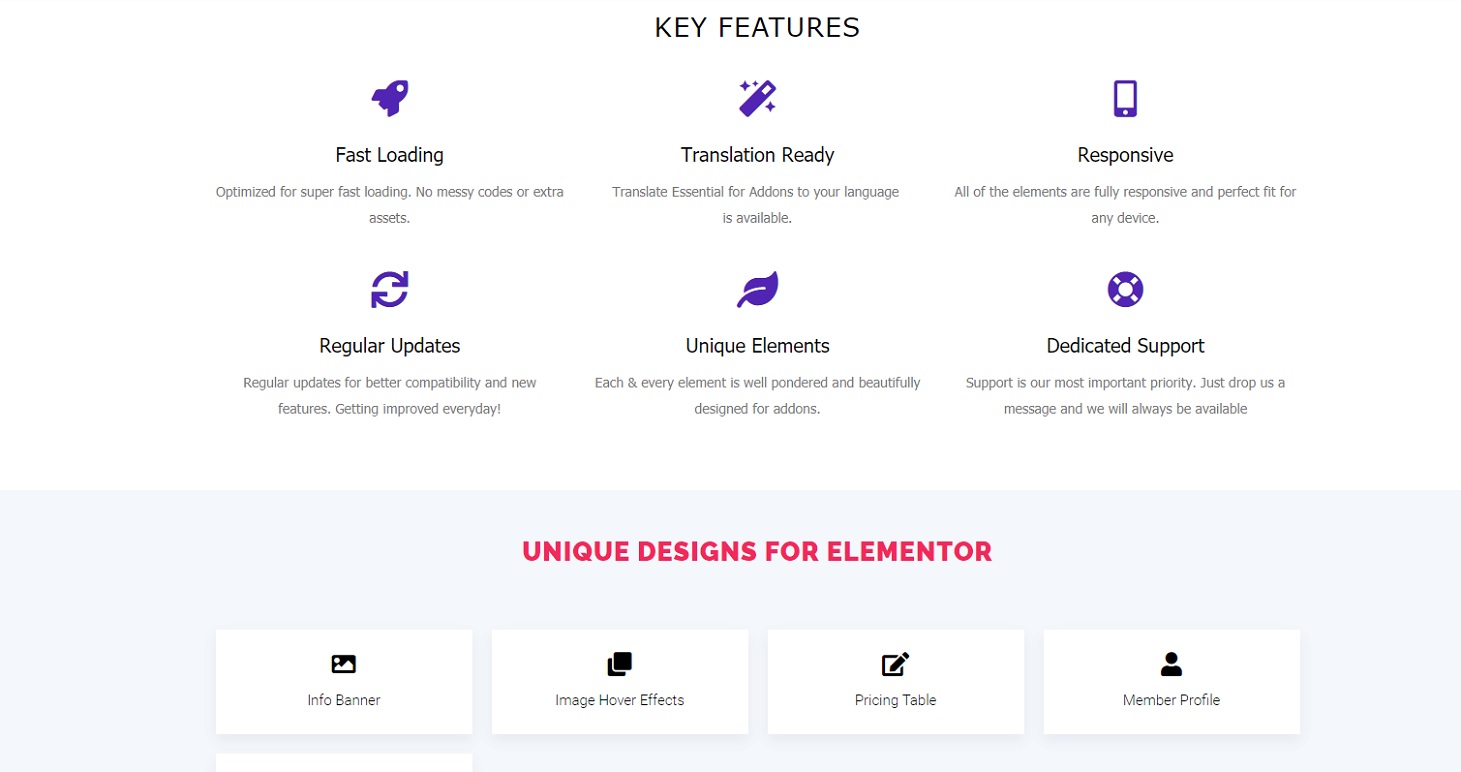 KEY FEATURES
Fast Loading
Optimized for super fast loading. No messy codes or extra
assets.
Translation Ready
Translate Essential for Addons to your language
is available.
Responsive
All of the elements are fully responsive and perfect fit for
any device.
Regular Updates
Regular updates for better compatibility and new
features. Getting improved everyday!
Unique Elements
Each & every element is well pondered and beautifully
designed for addons.
Dedicated Support
Support is our most important priority. Just drop us a
message and we will always be available
UNIQUE DESIGNS FOR ELEMENTOR
Info Banner
Image Hover Effects
Pricing Table
Member Profile